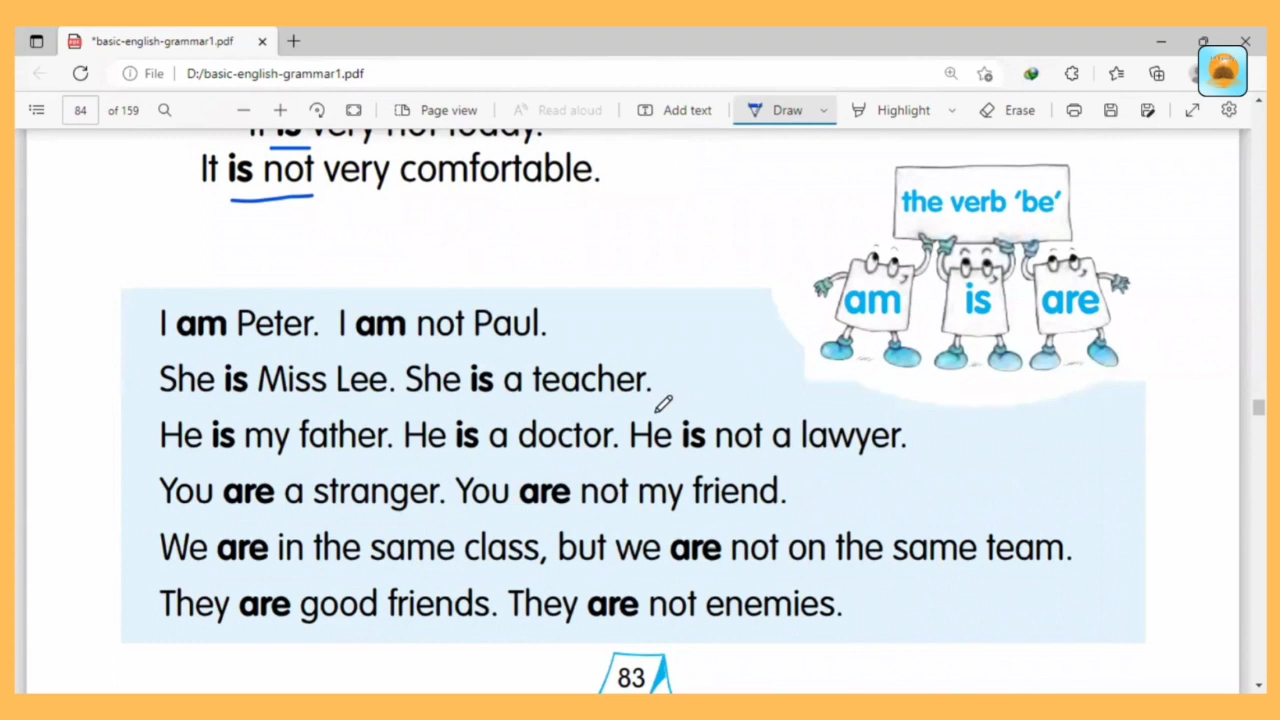 *basic-english-grammar1.pdf
File D:/basic-english-grammar1.pdf
84 of 159 Page view Read aloud Add text Draw Highlight Erase
is very today.
It is not very comfortable.
the verb 'be'
am is are
I am Peter. I am not Paul.
She is Miss Lee. She is a teacher.
He is my father. He is a doctor. He is not a lawyer.
You are a stranger. You are not my friend.
We are in the same class, but we are not on the same team.
They are good friends. They are not enemies.
83